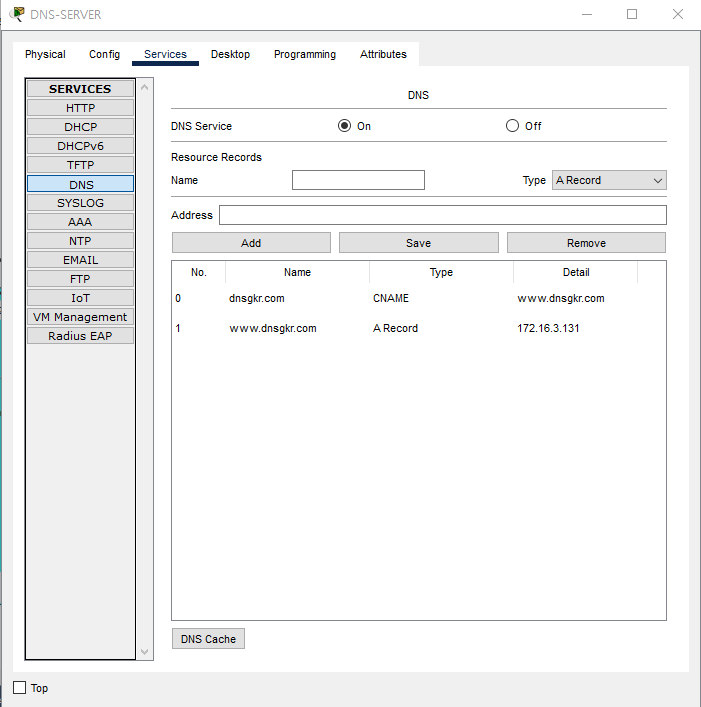 DNS-SERVER
Physical Config Services Desktop Programming Attributes
SERVICES
HTTP
DHCP
DHCPv6
TFTP
DNS
SYSLOG
AAA
NTP
EMAIL
FTP
IoT
VM Management
Radius EAP
DNS
DNS Service On Off
Resource Records
Name Type A Record
Address
Add Save Remove
No. Name Type Detail
0 dnsgkr.com CNAME www.dnsgkr.com
1 www.dnsgkr.com A Record 172.16.3.131
DNS Cache
Top